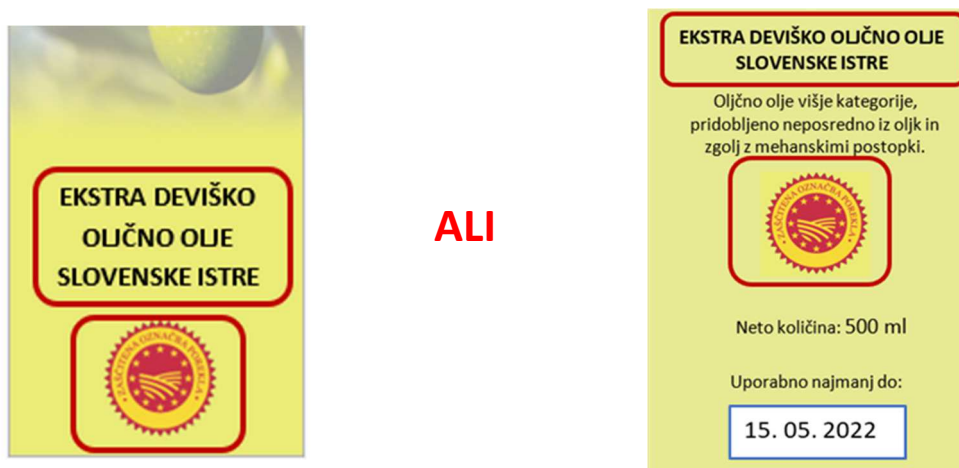 EKSTRA DEVIŠKO
OLJČNO OLJE
SLOVENSKE ISTRE
ZAŠČITENA OZNAČBA POREKLA
ALI
EKSTRA DEVIŠKO OLJČNO OLJE
SLOVENSKE ISTRE
Oljčno olje višje kategorije,
pridobljeno neposredno iz oljk in
zgolj z mehanskimi postopki.
ZAŠČITENA OZNAČBA POREKLA
Neto količina: 500 ml
Uporabno najmanj do:
15. 05. 2022